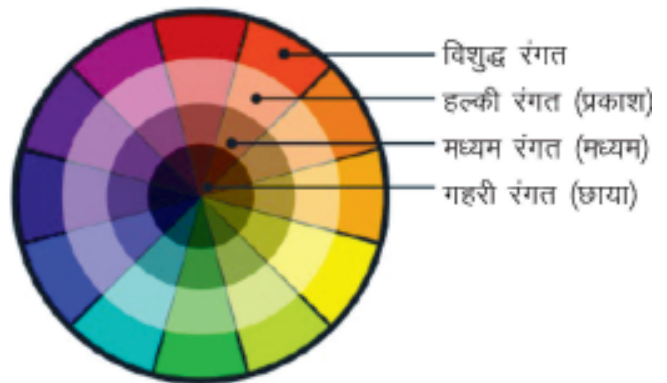 विशुद्ध रंगत
हल्की रंगत (प्रकाश)
मध्यम रंगत (मध्यम)
गहरी रंगत (छाया)